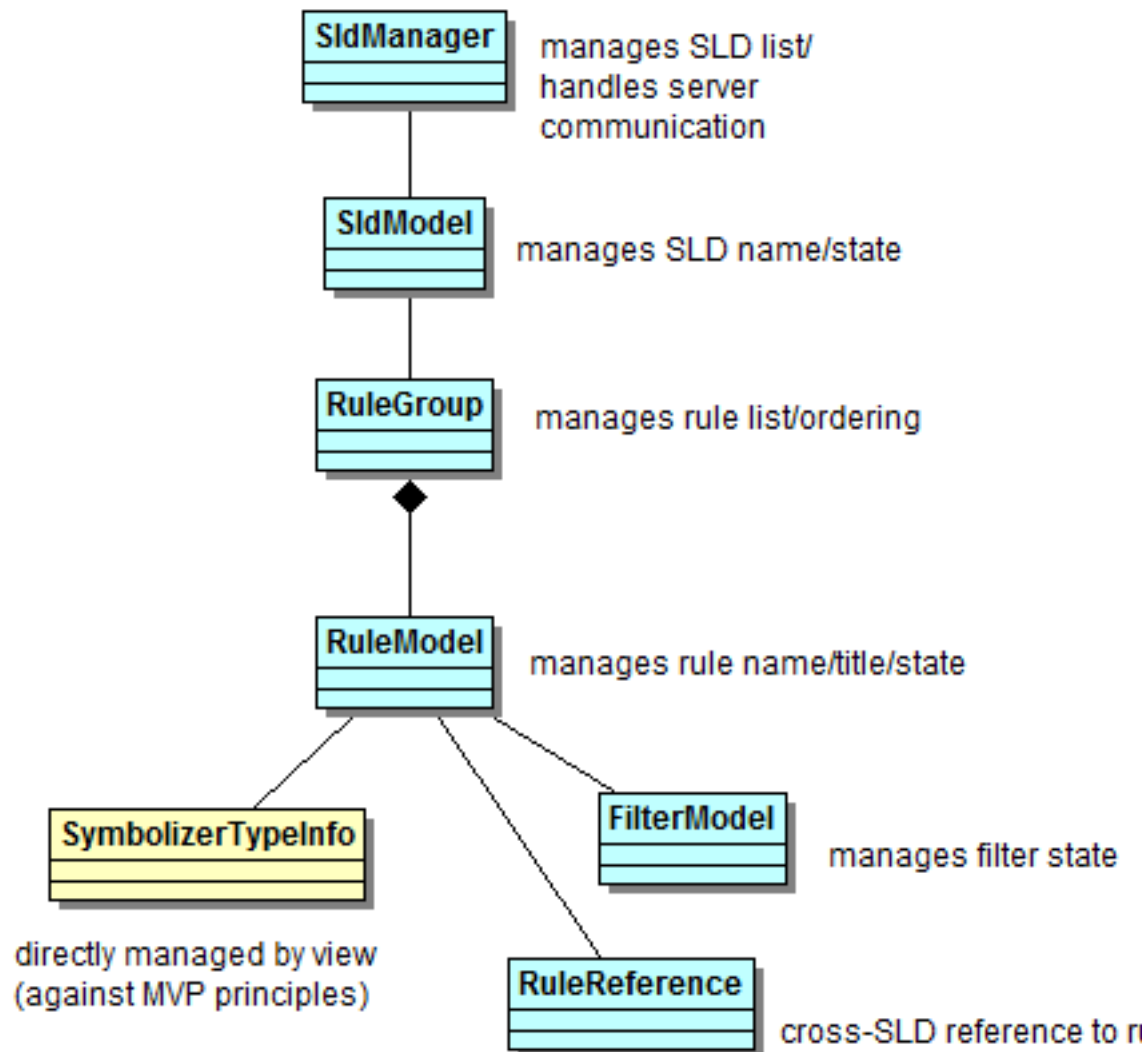 SldManager
manages SLD list/
handles server
communication
SldModel
manages SLD name/state
RuleGroup
manages rule list/ordering
RuleModel
manages rule name/title/state
SymbolizerTypeInfo
FilterModel
manages filter state
directly managed by view
(against MVP principles)
RuleReference
cross-SLD reference to